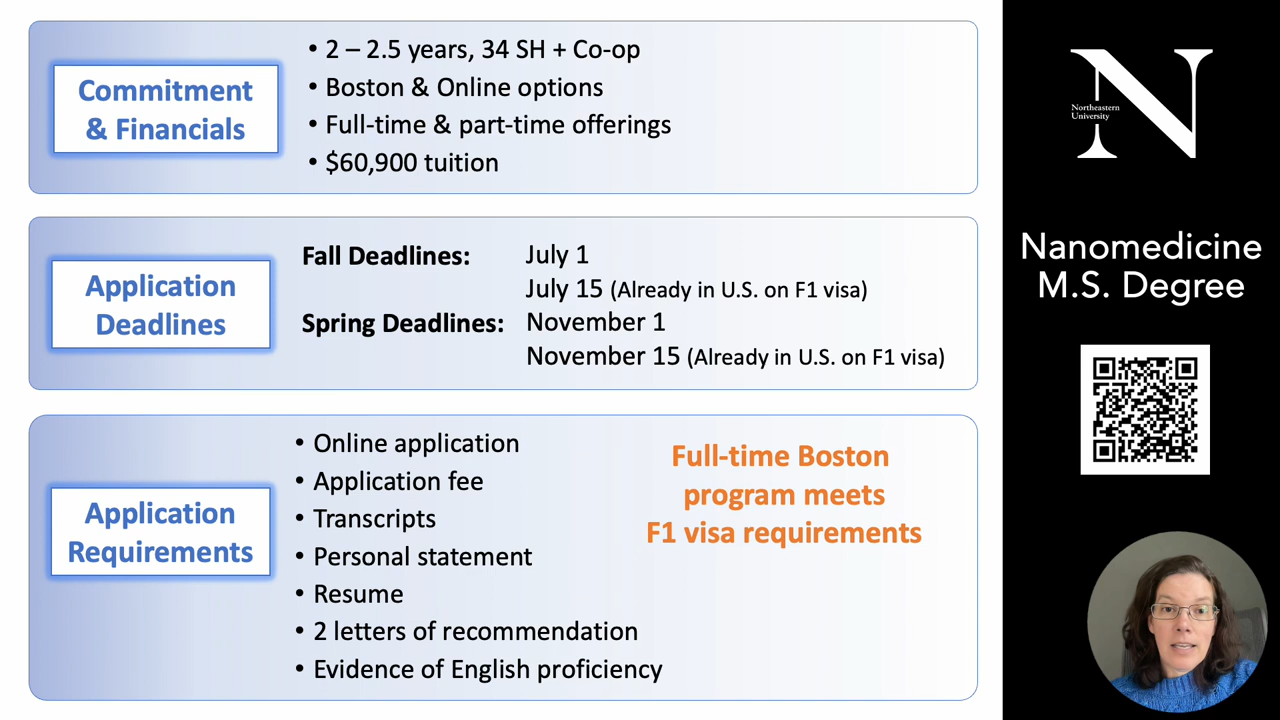 Commitment
& Financials
• 2 – 2.5 years, 34 SH + Co-op
• Boston & Online options
• Full-time & part-time offerings
• $60,900 tuition
Application
Deadlines
Fall Deadlines: July 1
July 15 (Already in U.S. on F1 visa)
Spring Deadlines: November 1
November 15 (Already in U.S. on F1 visa)
Application
Requirements
• Online application
• Application fee
• Transcripts
• Personal statement
• Resume
• 2 letters of recommendation
• Evidence of English proficiency
Full-time Boston
program meets
F1 visa requirements
N
Northeastern
University
Nanomedicine
M.S. Degree